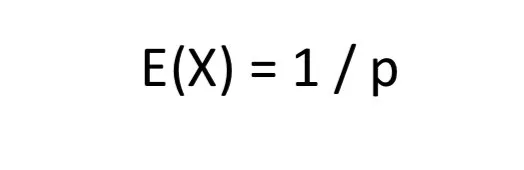 E(X) = 1 / p